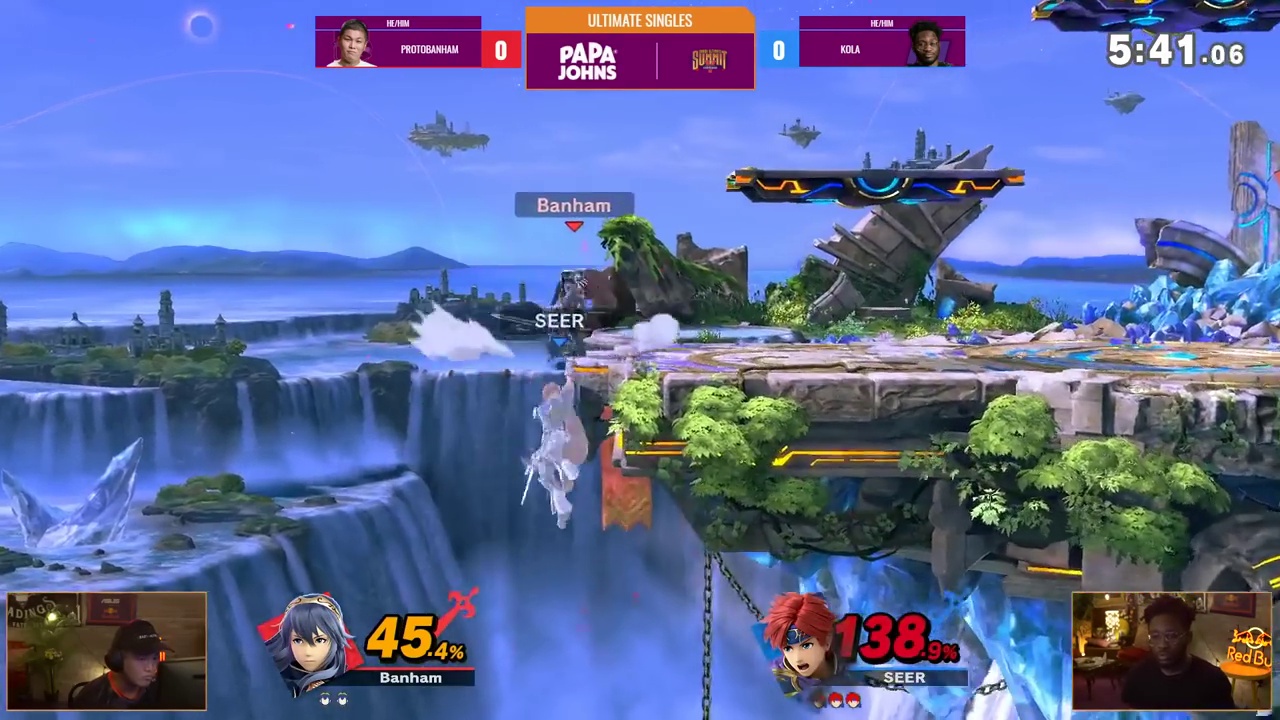 HE/HIM
PROTOBANHAM
0
ULTIMATE SINGLES
PAPA JOHNS
SUMMIT
0
HE/HIM
KOLA
5:41.06
Banham
SEER
45.4%
Banham
138.9%
SEER
Red Bu